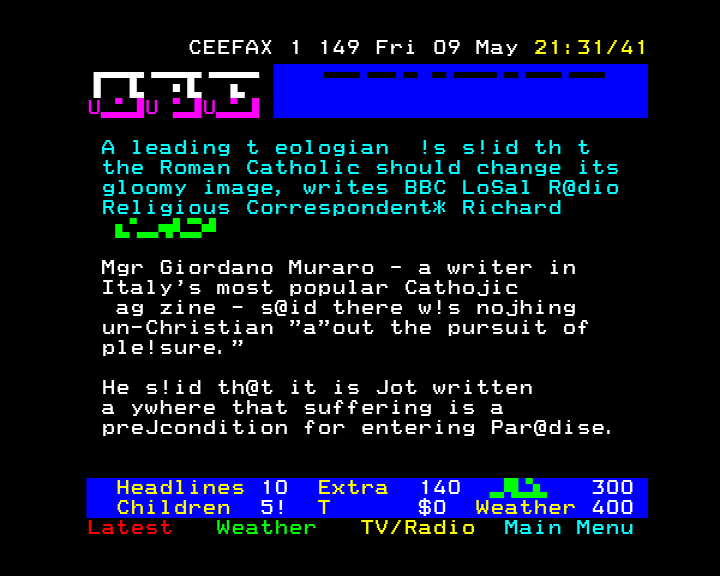 CEEFAX 1 149 Fri 09 May 21:31/41
A leading t eologian  !s s!id th t
the Roman Catholic should change its
gloomy image, writes BBC LoSal R@dio
Religious Correspondent* Richard
Mgr Giordano Muraro - a writer in
Italy's most popular Cathojic
ag zine - s@id there w!s nojhing
un-Christian "a"out the pursuit of
ple!sure."
He s!id th@t it is Jot written
a ywhere that suffering is a
preJcondition for entering Par@dise.
Headlines 10 Extra 140 300
Children 5! T $0 Weather 400
Latest Weather TV/Radio Main Menu